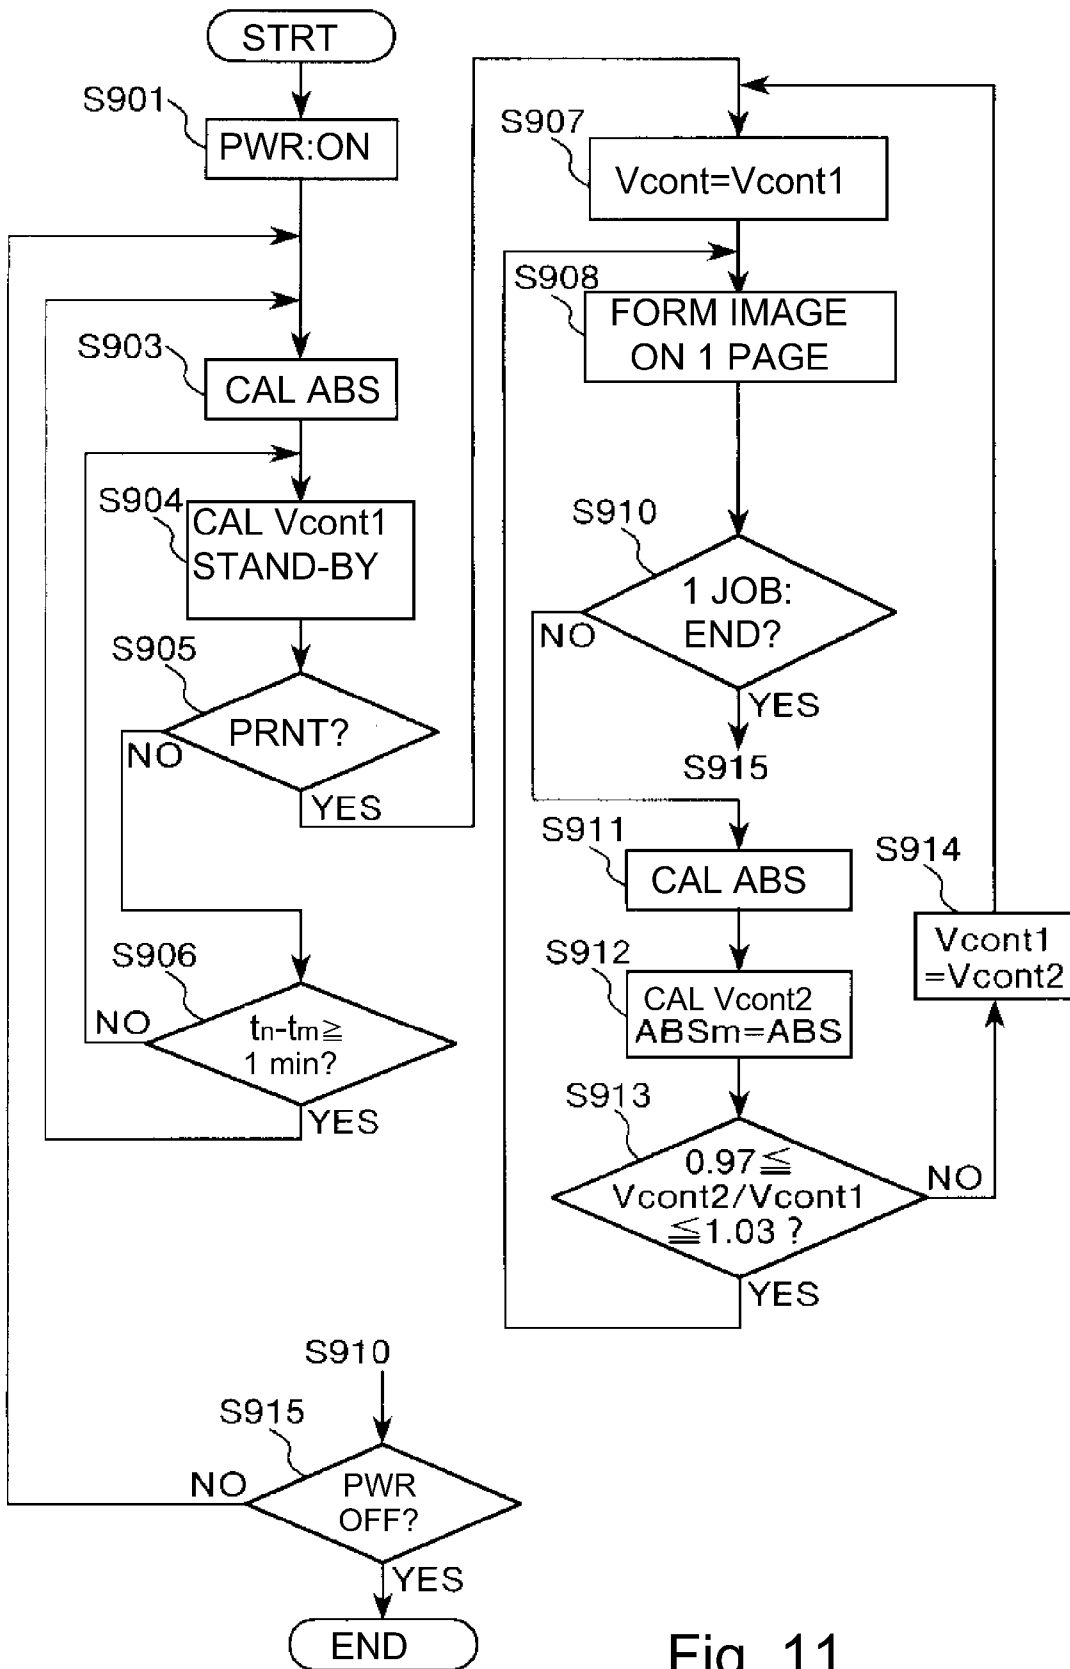 STRT
S901
PWR:ON
S903
CAL ABS
S904
CAL Vcont1
STAND-BY
S905
PRNT?
NO
YES
S906
tn-tm≧
1 min?
NO
YES
S907
Vcont=Vcont1
S908
FORM IMAGE
ON 1 PAGE
S910
1 JOB:
END?
NO
YES
S915
S911
CAL ABS
S912
CAL Vcont2
ABSm=ABS
S913
0.97≦
Vcont2/Vcont1
≦1.03 ?
NO
YES
S914
Vcont1
=Vcont2
S910
S915
PWR
OFF?
NO
YES
END
Fig. 11